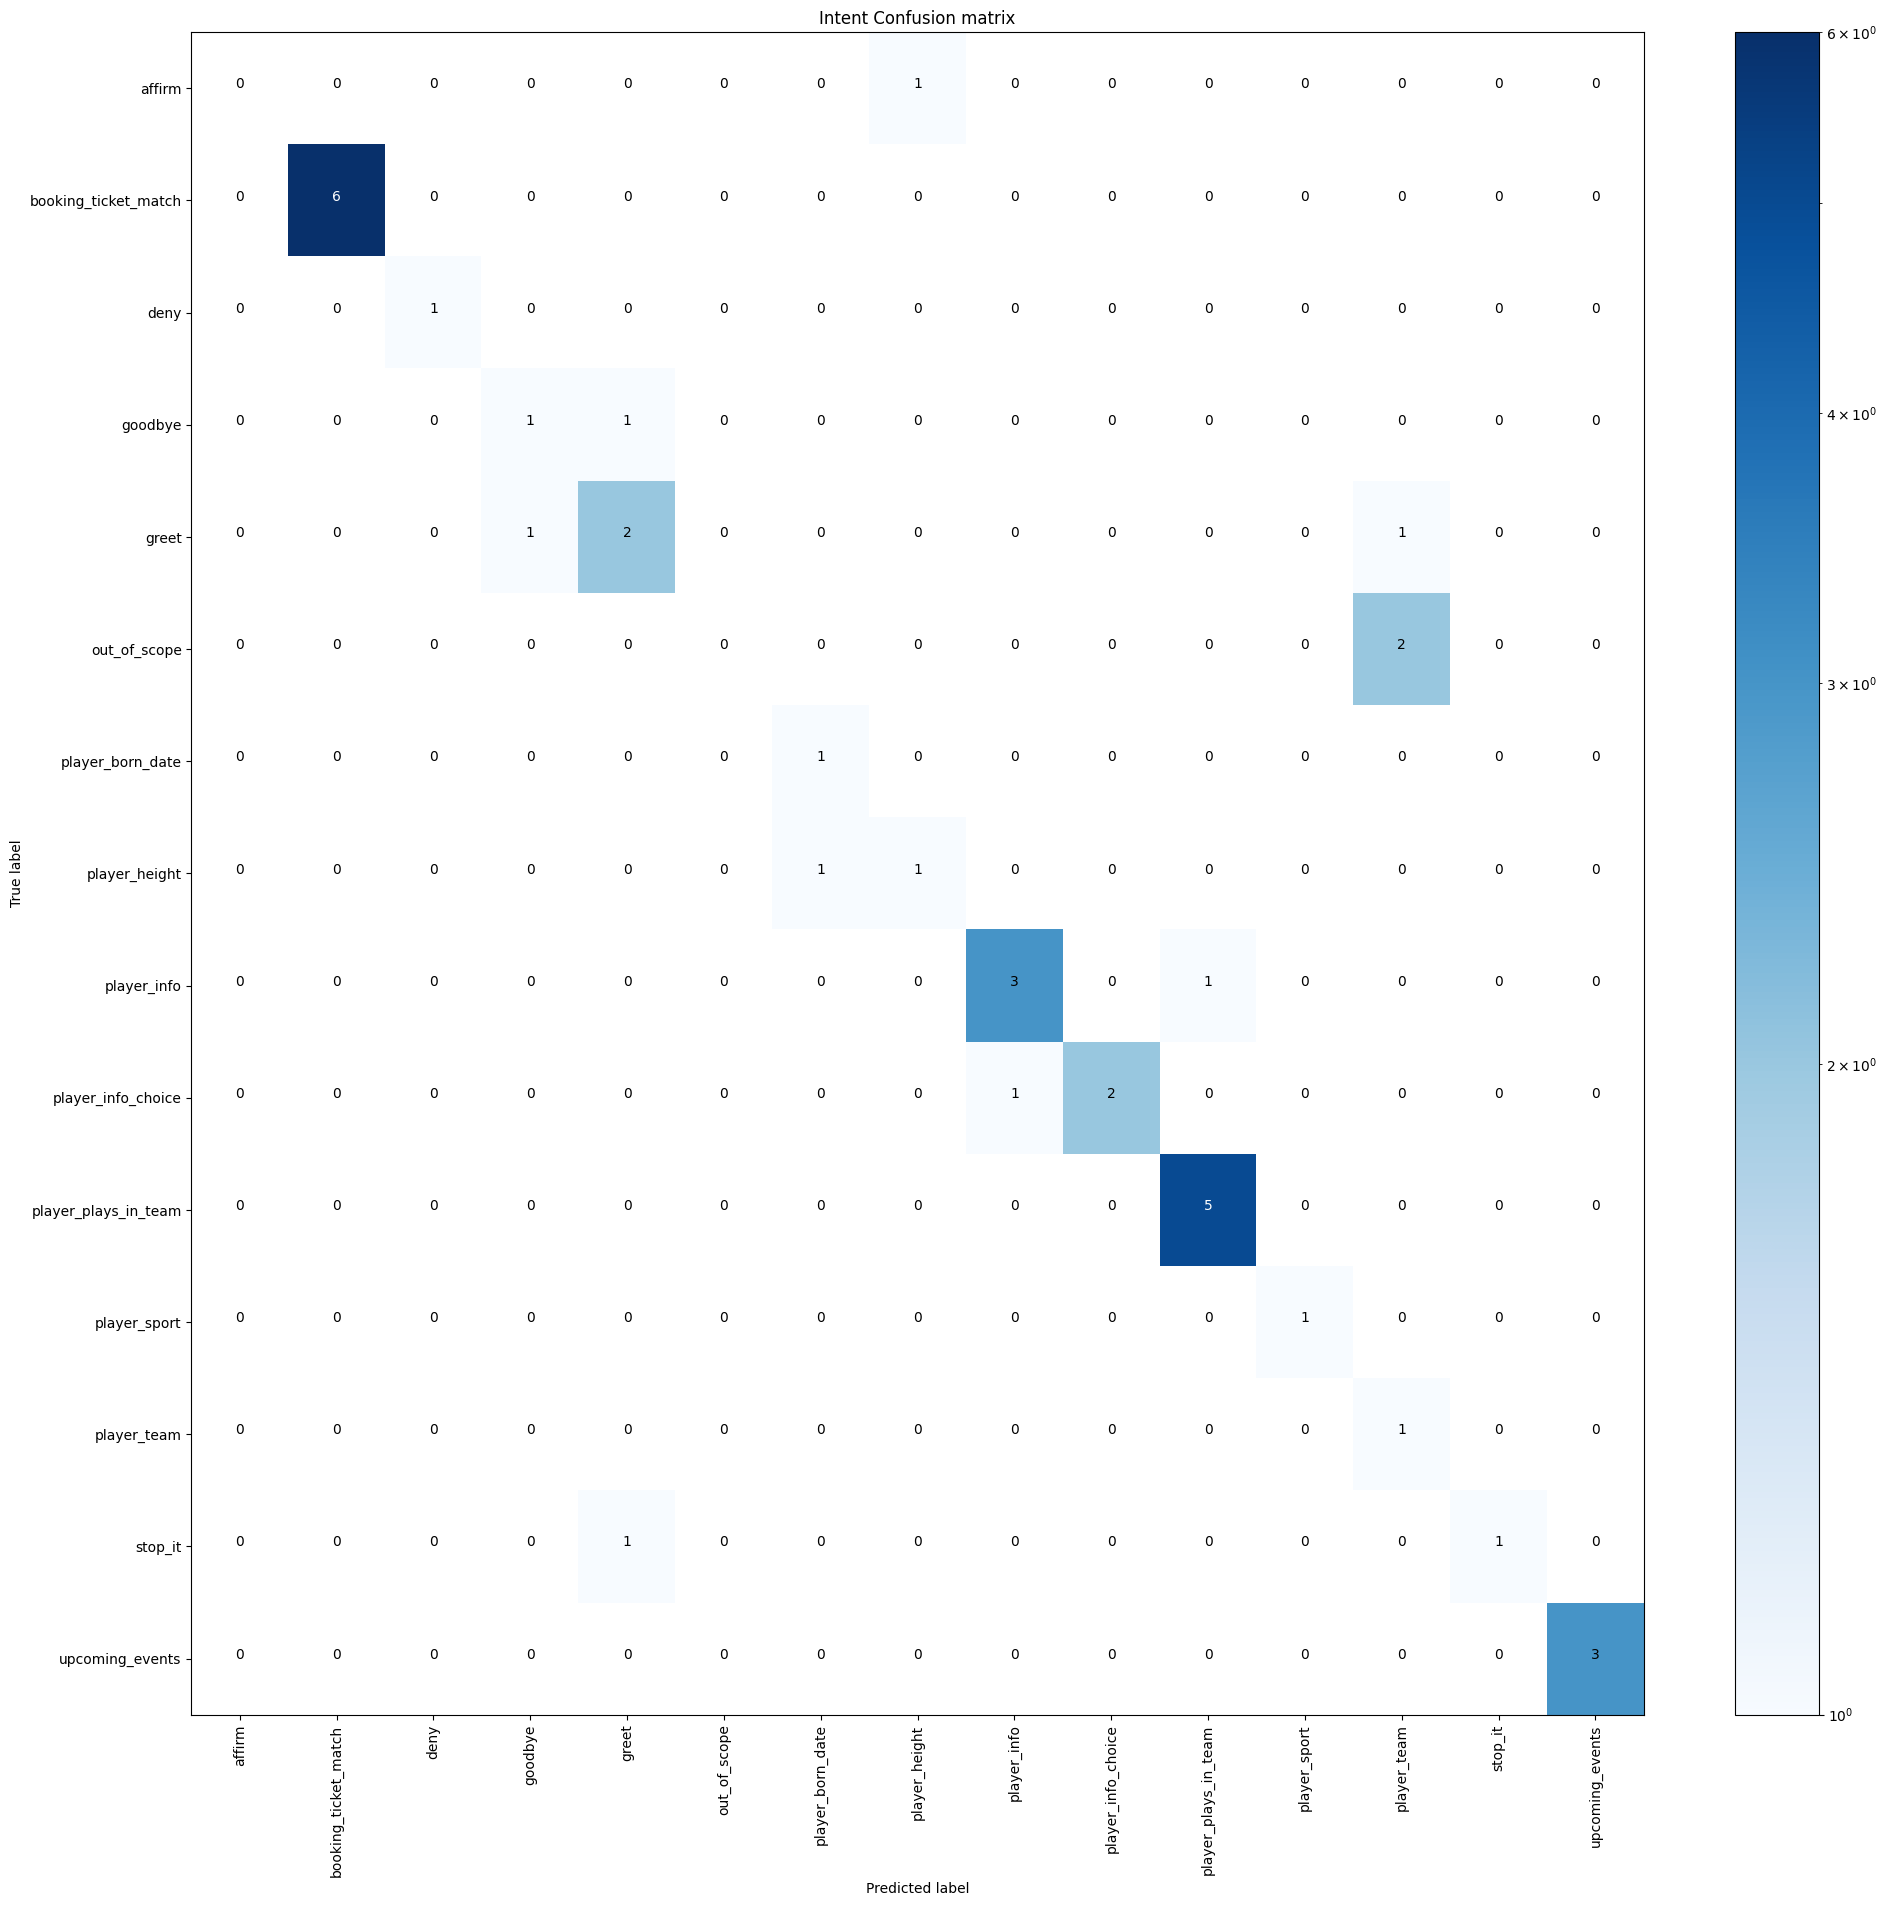 Intent Confusion matrix
True label
affirm 0 0 0 0 0 0 0 1 0 0 0 0 0 0 0
booking_ticket_match 0 6 0 0 0 0 0 0 0 0 0 0 0 0 0
deny 0 0 1 0 0 0 0 0 0 0 0 0 0 0 0
goodbye 0 0 0 1 1 0 0 0 0 0 0 0 0 0 0
greet 0 0 0 1 2 0 0 0 0 0 0 0 1 0 0
out_of_scope 0 0 0 0 0 0 0 0 0 0 0 0 2 0 0
player_born_date 0 0 0 0 0 0 1 0 0 0 0 0 0 0 0
player_height 0 0 0 0 0 0 1 1 0 0 0 0 0 0 0
player_info 0 0 0 0 0 0 0 0 3 0 1 0 0 0 0
player_info_choice 0 0 0 0 0 0 0 0 1 2 0 0 0 0 0
player_plays_in_team 0 0 0 0 0 0 0 0 0 0 5 0 0 0 0
player_sport 0 0 0 0 0 0 0 0 0 0 0 1 0 0 0
player_team 0 0 0 0 0 0 0 0 0 0 0 0 1 0 0
stop_it 0 0 0 0 1 0 0 0 0 0 0 0 0 1 0
upcoming_events 0 0 0 0 0 0 0 0 0 0 0 0 0 0 3
affirm
booking_ticket_match
deny
goodbye
greet
out_of_scope
player_born_date
player_height
player_info
player_info_choice
player_plays_in_team
player_sport
player_team
stop_it
upcoming_events
Predicted label
6 × 10⁰
4 × 10⁰
3 × 10⁰
2 × 10⁰
10⁰